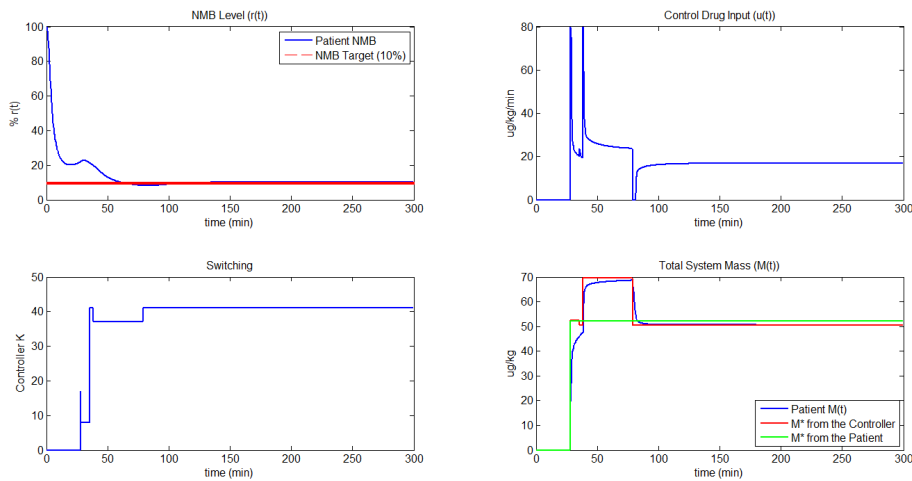 NMB Level (r(t))
100
80
60
40
20
0
% r(t)
Patient NMB
NMB Target (10%)
0 50 100 150 200 250 300
time (min)
Control Drug Input (u(t))
80
60
40
20
0
ug/kg/min
0 50 100 150 200 250 300
time (min)
Switching
50
40
30
20
10
0
Controller K
0 50 100 150 200 250 300
time (min)
Total System Mass (M(t))
70
60
50
40
30
20
10
0
ug/kg
Patient M(t)
M* from the Controller
M* from the Patient
0 50 100 150 200 250 300
time (min)